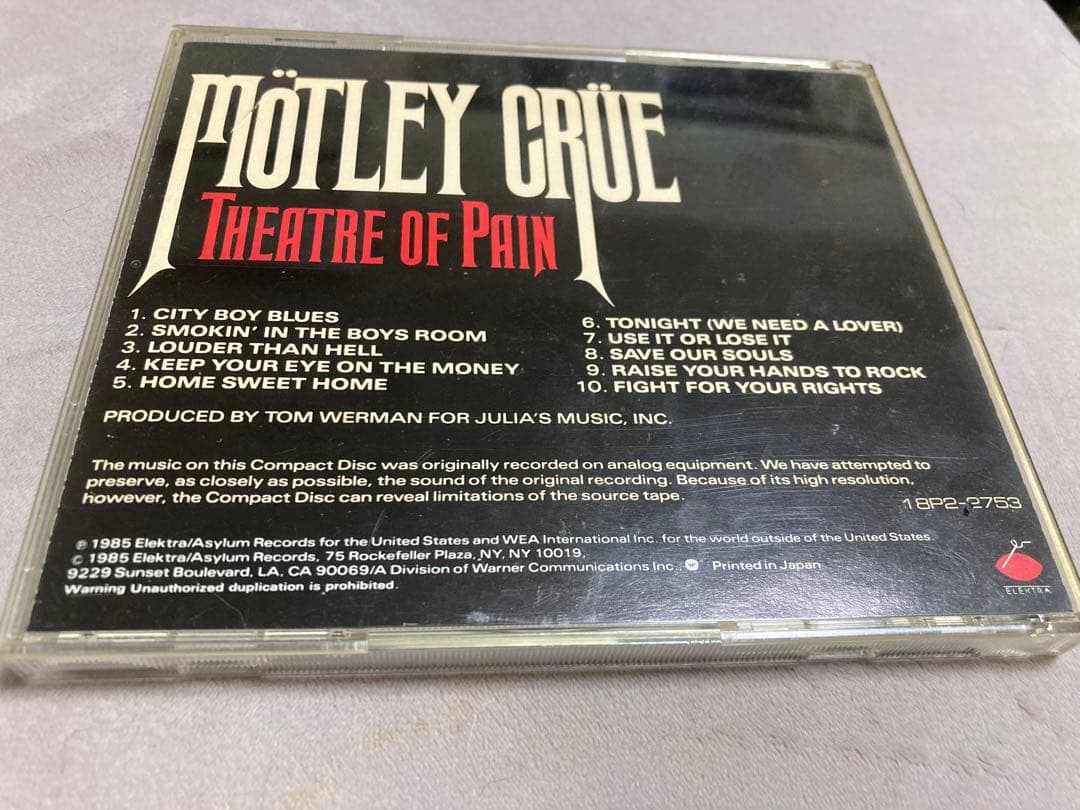 MÖTLEY CRÜE
THEATRE OF PAIN
1. CITY BOY BLUES
2. SMOKIN' IN THE BOYS ROOM
3. LOUDER THAN HELL
4. KEEP YOUR EYE ON THE MONEY
5. HOME SWEET HOME
6. TONIGHT (WE NEED A LOVER)
7. USE IT OR LOSE IT
8. SAVE OUR SOULS
9. RAISE YOUR HANDS TO ROCK
10. FIGHT FOR YOUR RIGHTS
PRODUCED BY TOM WERMAN FOR JULIA'S MUSIC, INC.
The music on this Compact Disc was originally recorded on analog equipment. We have attempted to
preserve, as closely as possible, the sound of the original recording. Because of its high resolution,
however, the Compact Disc can reveal limitations of the source tape.
18P2-2753
℗ 1985 Elektra/Asylum Records for the United States and WEA International Inc. for the world outside of the United States.
© 1985 Elektra/Asylum Records, 75 Rockefeller Plaza, NY, NY 10019,
9229 Sunset Boulevard, LA, CA 90069/A Division of Warner Communications Inc. Printed in Japan
Warning Unauthorized duplication is prohibited.
ELEKTRA